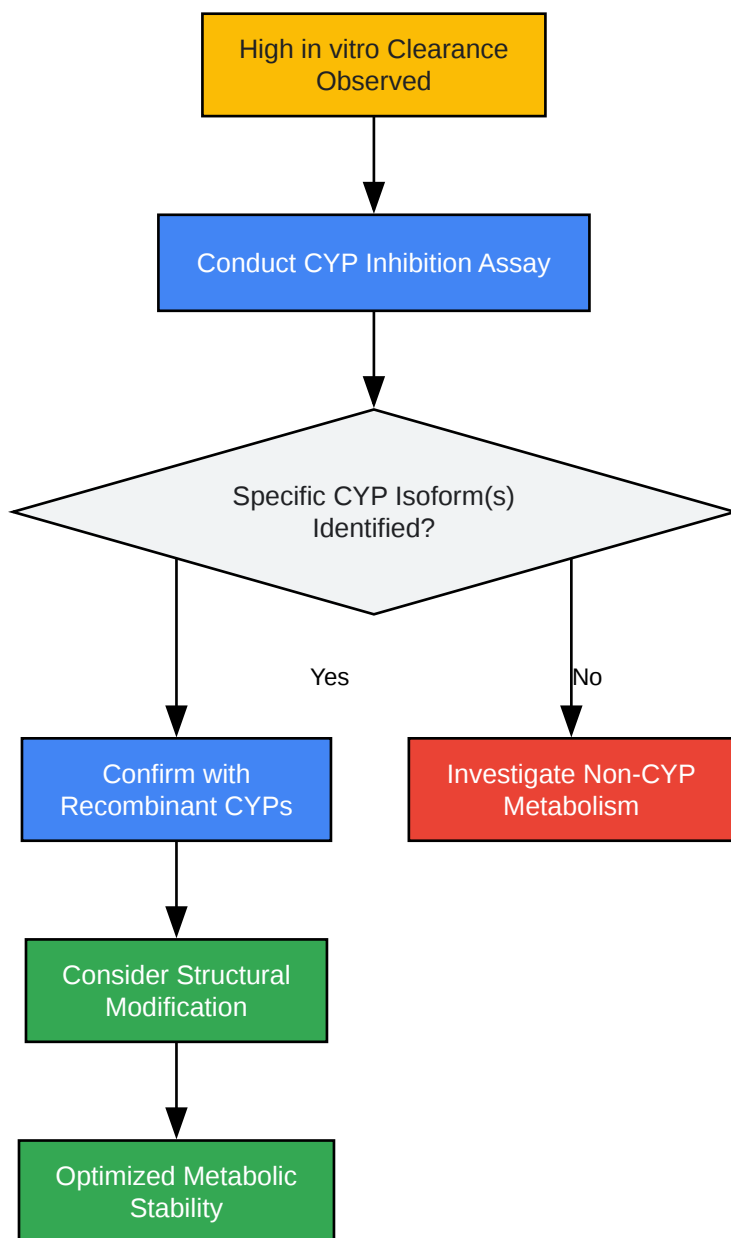 High in vitro Clearance
Observed
Conduct CYP Inhibition Assay
Specific CYP Isoform(s)
Identified?
Yes
No
Confirm with
Recombinant CYPs
Investigate Non-CYP
Metabolism
Consider Structural
Modification
Optimized Metabolic
Stability